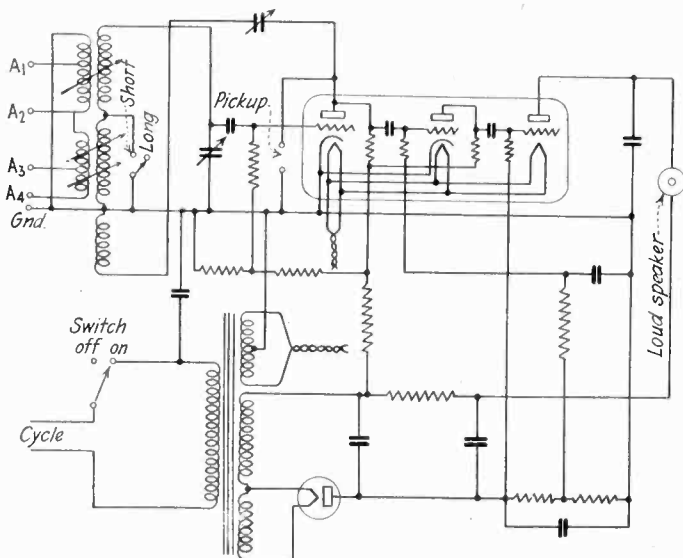 A1
A2
A3
A4
Gnd.
Short
Long
Pickup
Loud speaker
Switch
off on
Cycle